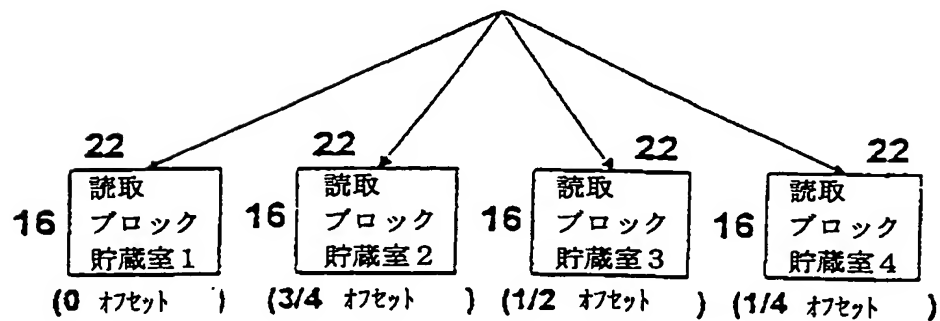 22 22 22 22
16 読取 16 読取 16 読取 16 読取
ブロック ブロック ブロック ブロック
貯蔵室1 貯蔵室2 貯蔵室3 貯蔵室4
(0 オフセット ) (3/4 オフセット ) (1/2 オフセット ) (1/4 オフセット )